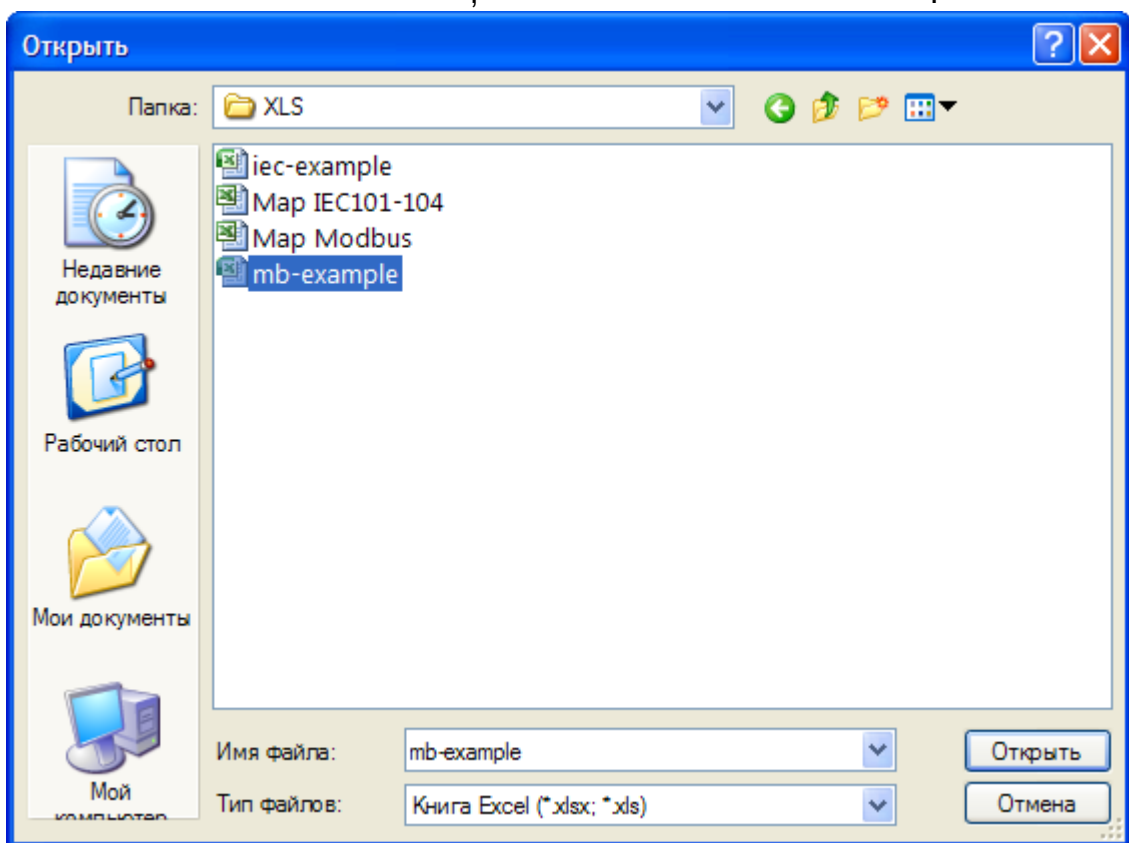 Открыть
Папка: XLS
iec-example
Map IEC101-104
Map Modbus
mb-example
Недавние
документы
Рабочий стол
Мои документы
Мой
компьютер
Имя файла: mb-example Открыть
Тип файлов: Книга Excel (*.xlsx; *.xls) Отмена